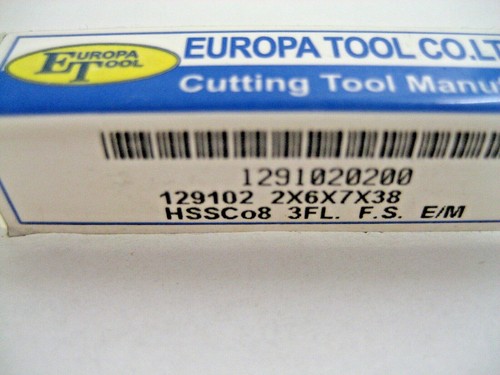 EUROPA
TOOL
ET
EUROPA TOOL CO.LT
Cutting Tool Manu
1291020200
129102 2X6X7X38
HSSCo8 3FL. F.S. E/M